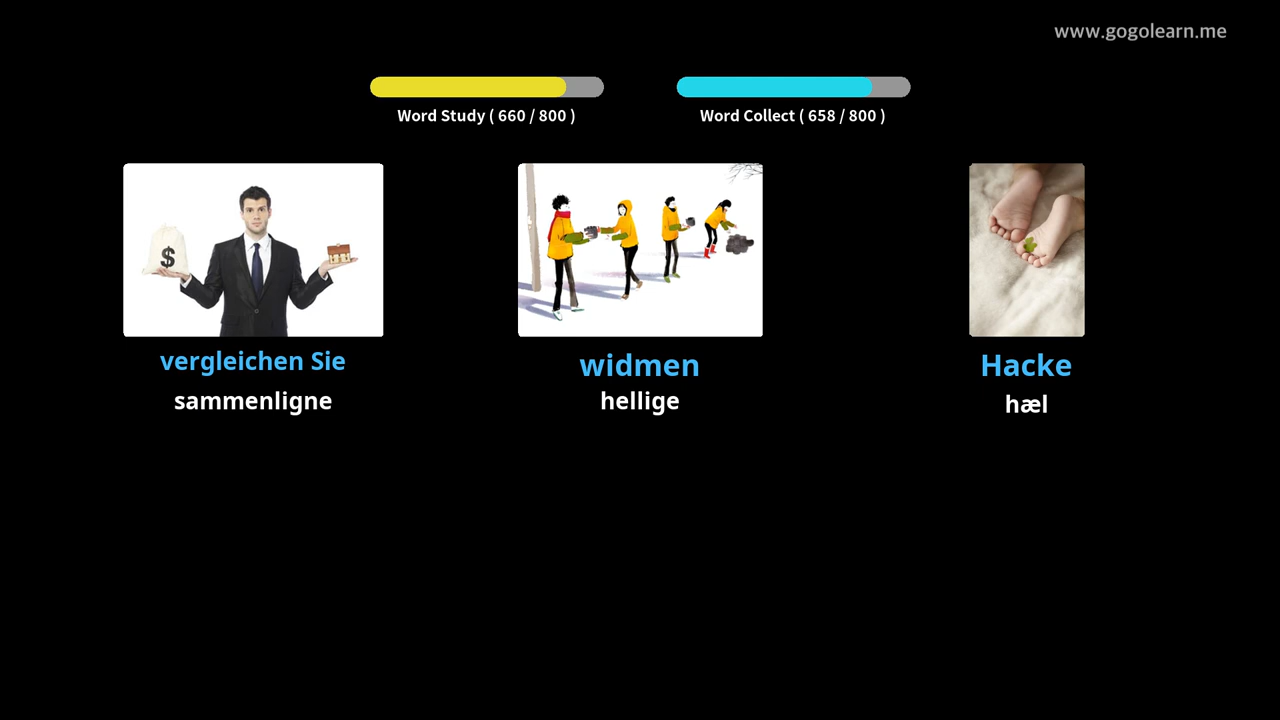 www.gogolearn.me
Word Study ( 660 / 800 )
Word Collect ( 658 / 800 )
$
vergleichen Sie
widmen
Hacke
sammenligne
hellige
hæl